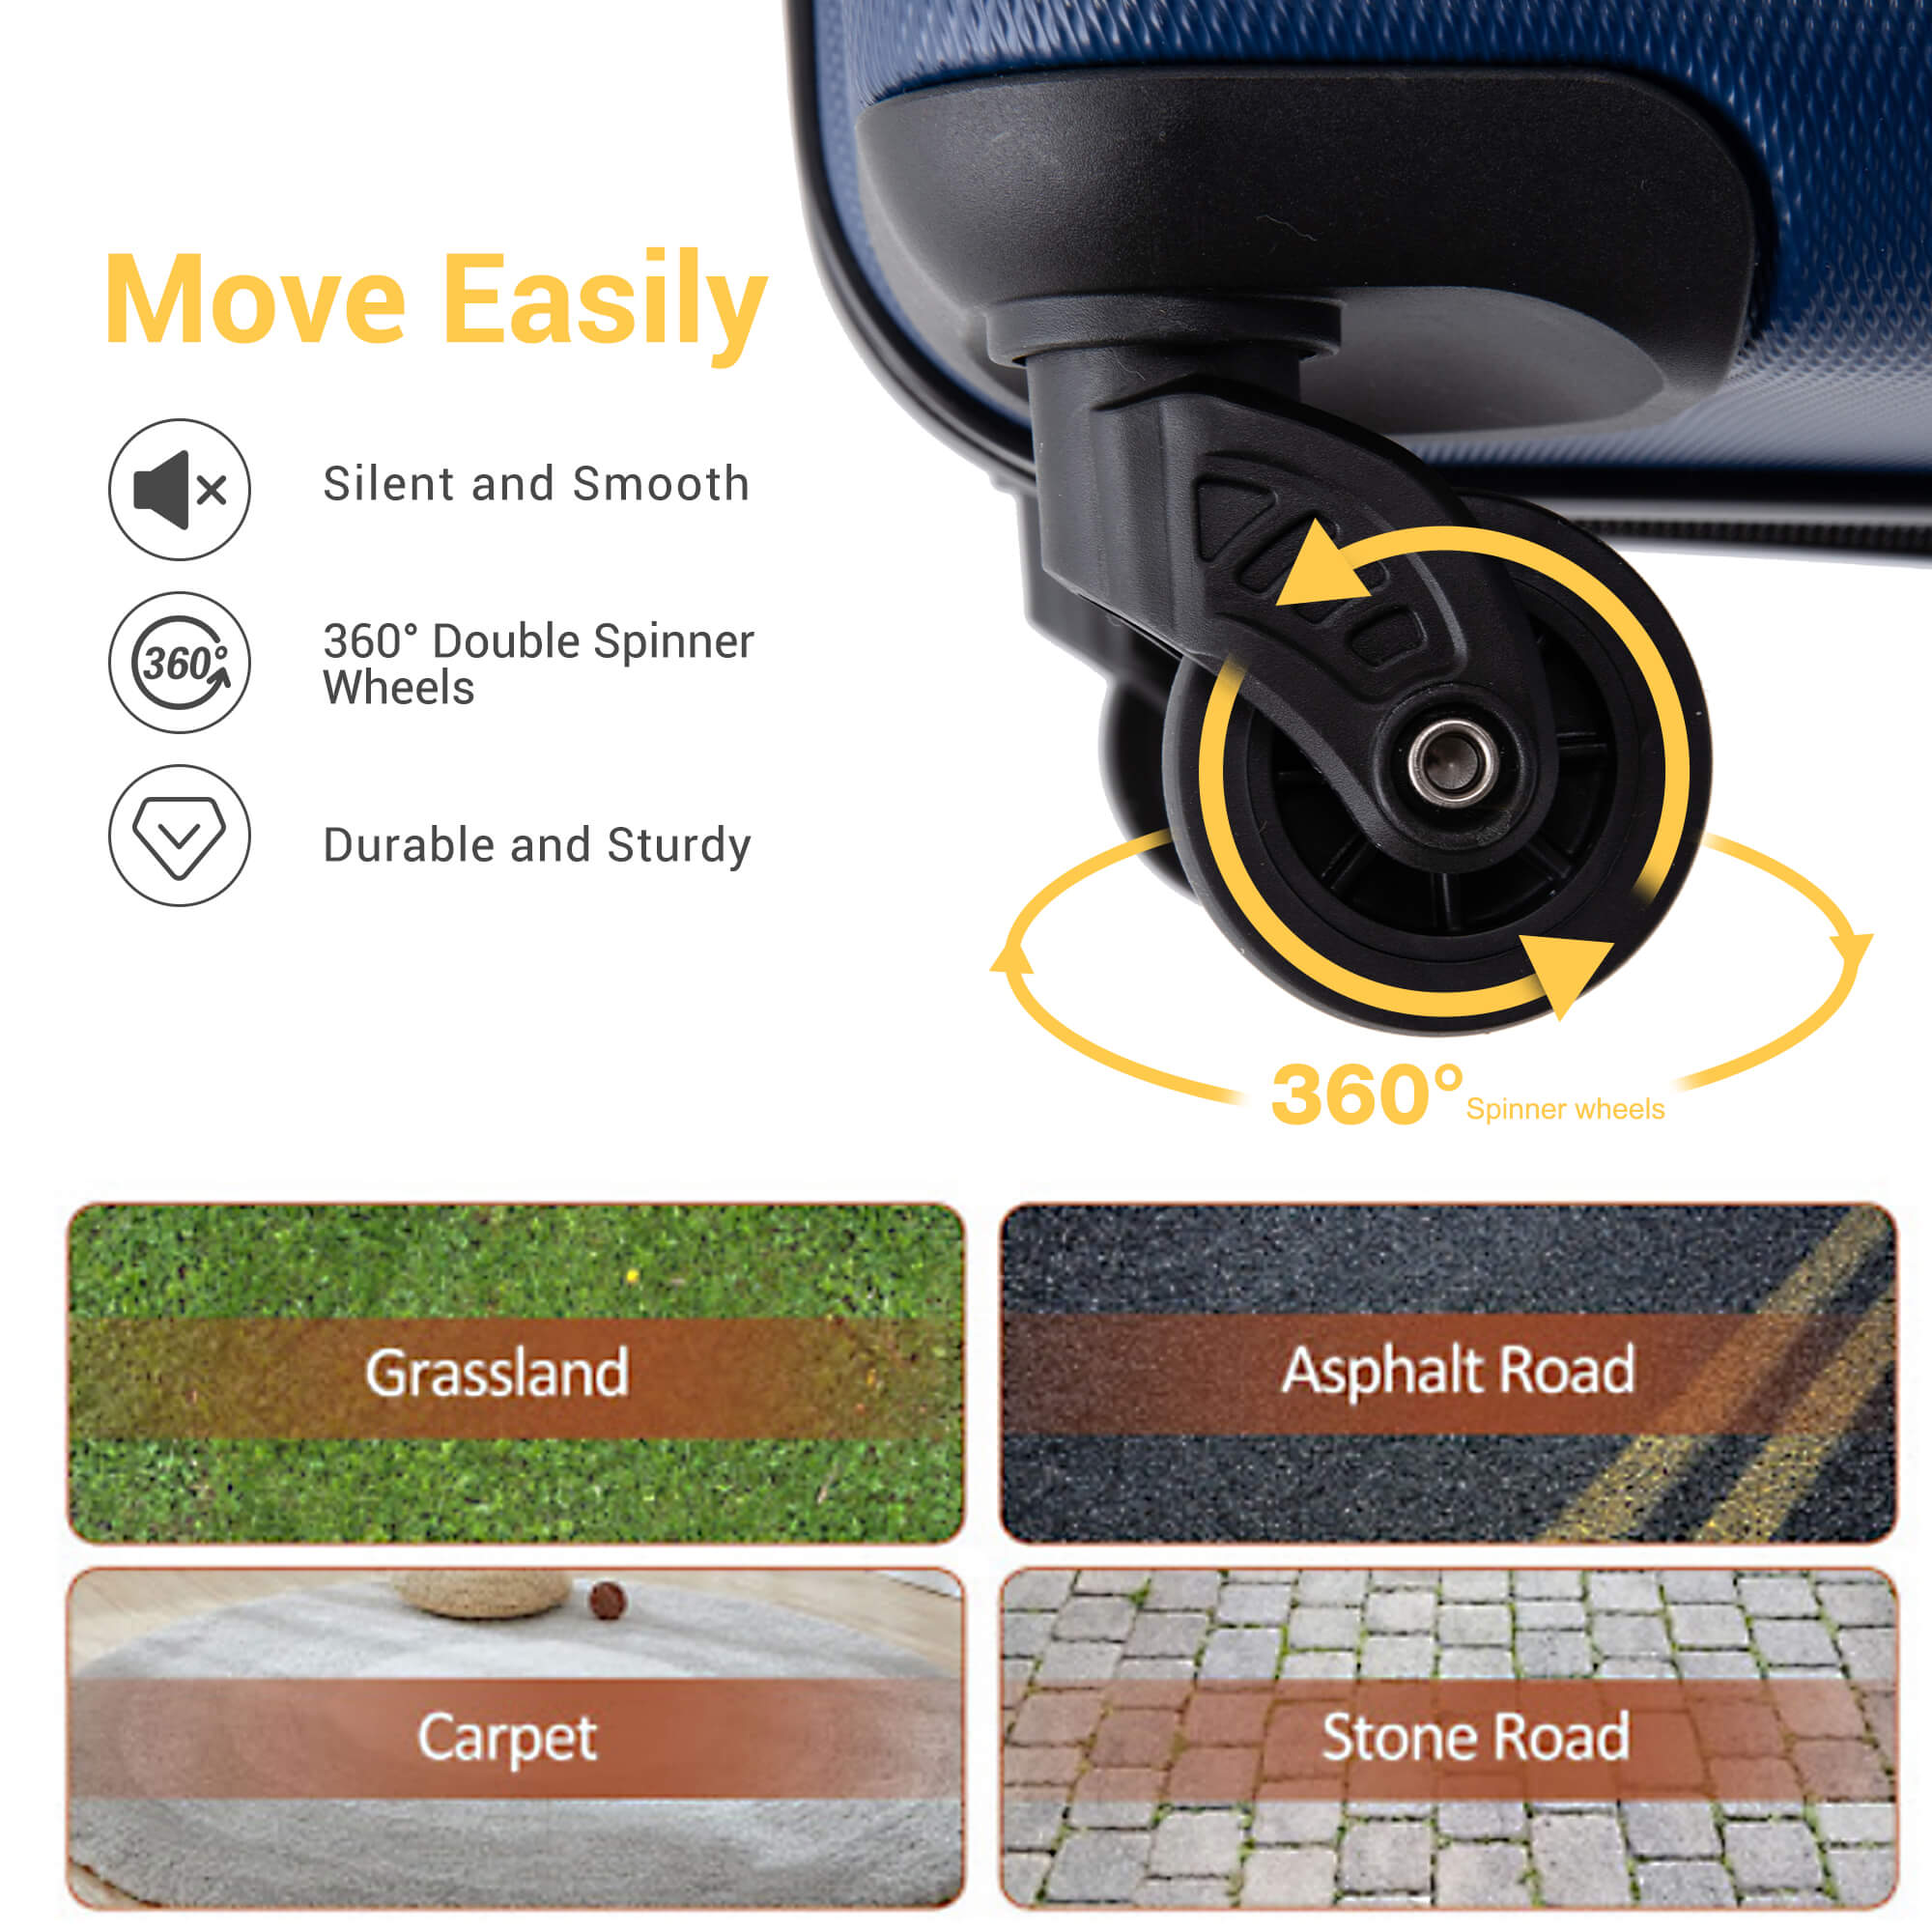 Move Easily
Silent and Smooth
360°
360° Double Spinner
Wheels
Durable and Sturdy
360° Spinner wheels
Grassland
Asphalt Road
Carpet
Stone Road